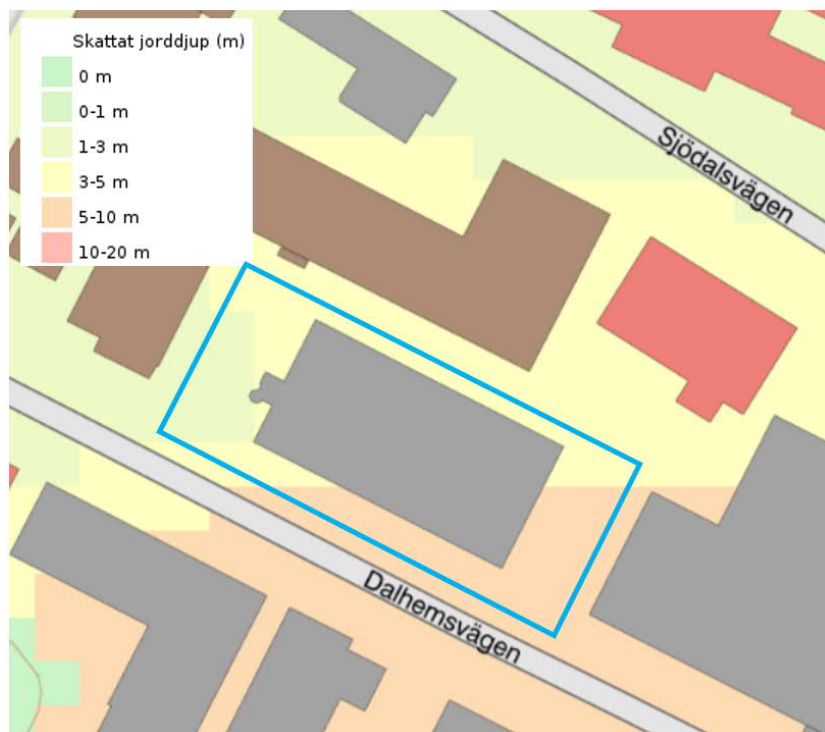 Skattat jorddjup (m)
0 m
0-1 m
1-3 m
3-5 m
5-10 m
10-20 m
Sjödalsvägen
Dalhemsvägen